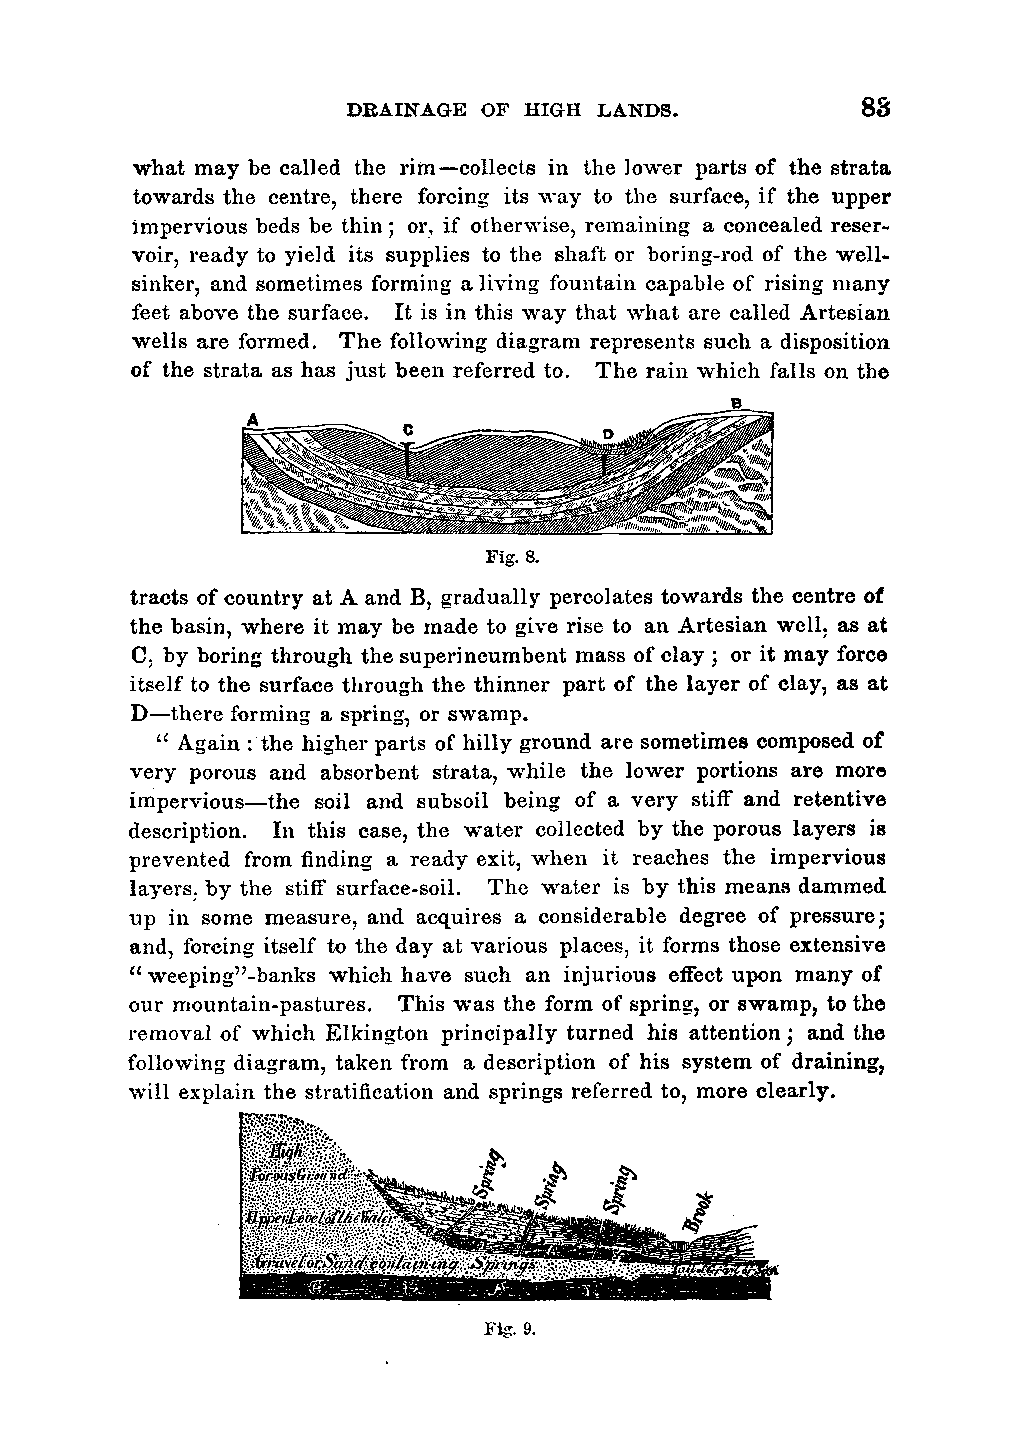 DRAINAGE OF HIGH LANDS. 83
what may be called the rim—collects in the lower parts of the strata
towards the centre, there forcing its way to the surface, if the upper
impervious beds be thin; or, if otherwise, remaining a concealed reser-
voir, ready to yield its supplies to the shaft or boring-rod of the well-
sinker, and sometimes forming a living fountain capable of rising many
feet above the surface. It is in this way that what are called Artesian
wells are formed. The following diagram represents such a disposition
of the strata as has just been referred to. The rain which falls on the
A C D B
Fig. 8.
tracts of country at A and B, gradually percolates towards the centre of
the basin, where it may be made to give rise to an Artesian well, as at
C, by boring through the superincumbent mass of clay; or it may force
itself to the surface through the thinner part of the layer of clay, as at
D—there forming a spring, or swamp.
“ Again : the higher parts of hilly ground are sometimes composed of
very porous and absorbent strata, while the lower portions are more
impervious—the soil and subsoil being of a very stiff and retentive
description. In this case, the water collected by the porous layers is
prevented from finding a ready exit, when it reaches the impervious
layers, by the stiff surface-soil. The water is by this means dammed
up in some measure, and acquires a considerable degree of pressure;
and, forcing itself to the day at various places, it forms those extensive
“ weeping”-banks which have such an injurious effect upon many of
our mountain-pastures. This was the form of spring, or swamp, to the
removal of which Elkington principally turned his attention; and the
following diagram, taken from a description of his system of draining,
will explain the stratification and springs referred to, more clearly.
High
Porous Ground
Spring
Spring
Spring
Brook
Upper Level of the Water
Gravel or Sand containing Springs
Fig. 9.